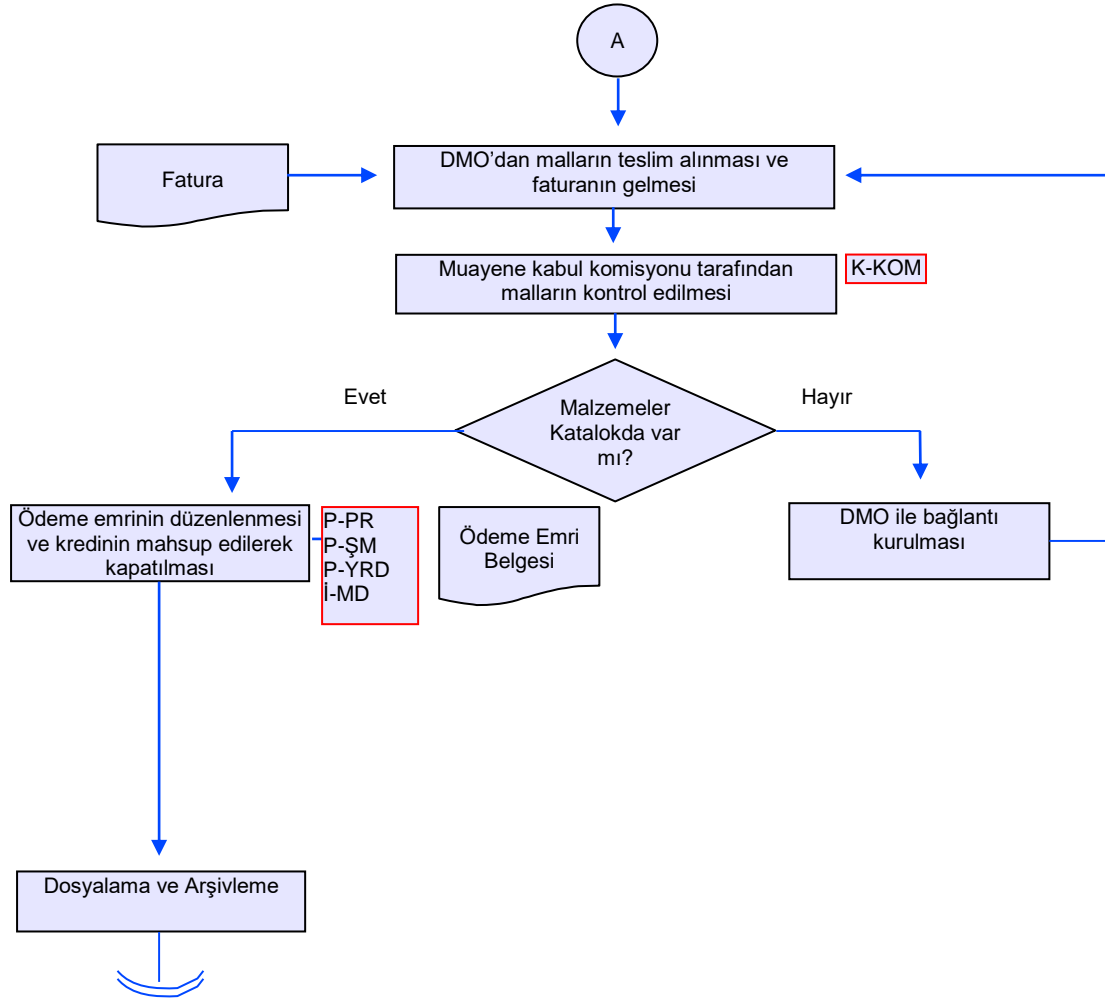 A
Fatura
DMO’dan malların teslim alınması ve
faturanın gelmesi
Muayene kabul komisyonu tarafından
malların kontrol edilmesi
K-KOM
Evet
Malzemeler
Katalokda var
mı?
Hayır
Ödeme emrinin düzenlenmesi
ve kredinin mahsup edilerek
kapatılması
P-PR
P-ŞM
P-YRD
İ-MD
Ödeme Emri
Belgesi
DMO ile bağlantı
kurulması
Dosyalama ve Arşivleme